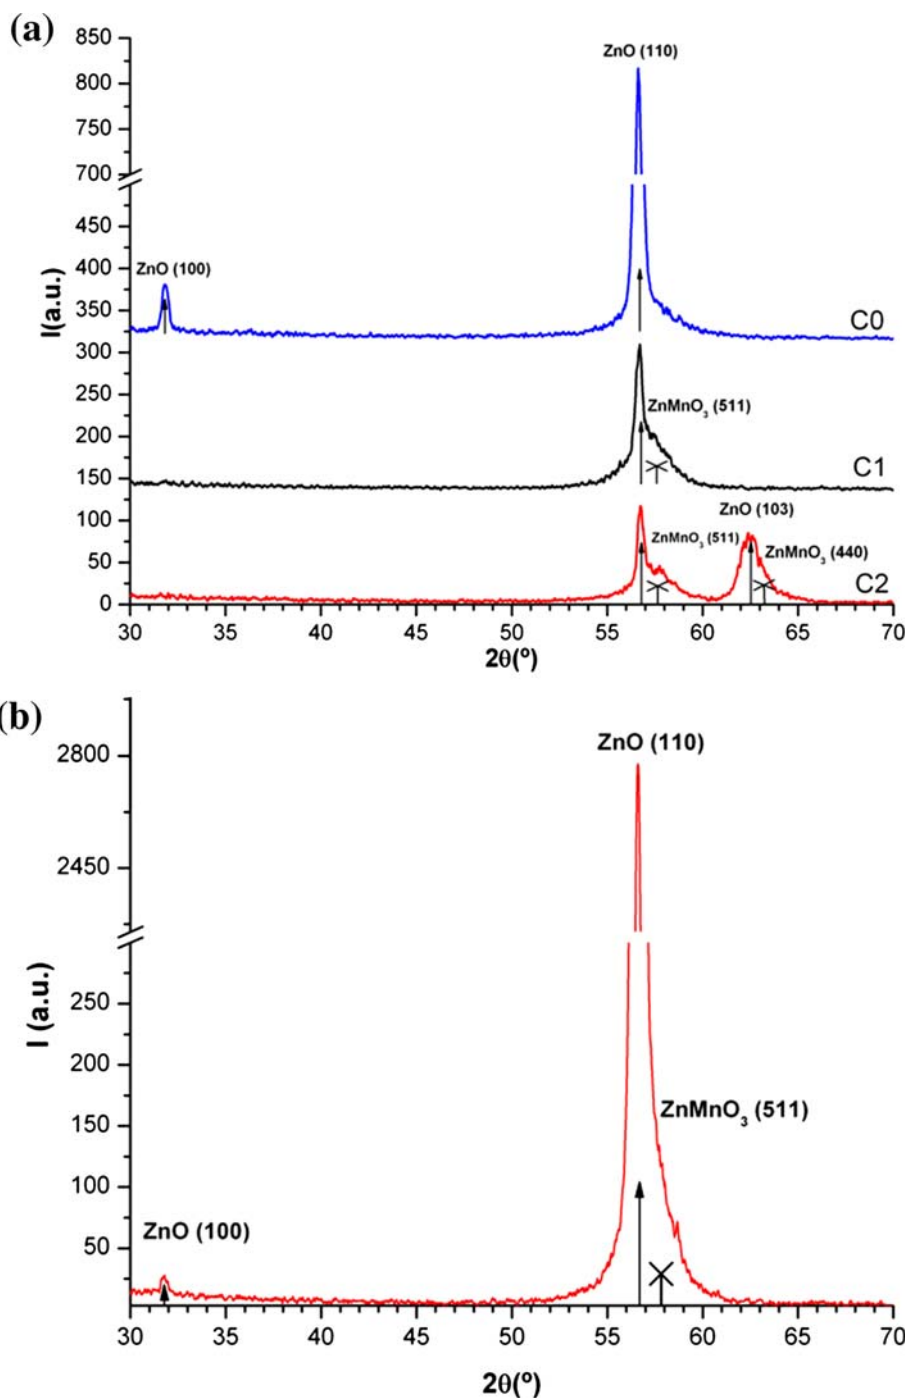 (a)
850
800
750
700
450
400
350
300
250
200
150
100
50
0
I(a.u.)
ZnO (110)
ZnO (100)
C0
ZnMnO3 (511)
C1
ZnO (103)
ZnMnO3 (511)
ZnMnO3 (440)
C2
30 35 40 45 50 55 60 65 70
2θ(º)
(b)
2800
2450
250
200
150
100
50
I (a.u.)
ZnO (110)
ZnMnO3 (511)
ZnO (100)
30 35 40 45 50 55 60 65 70
2θ(º)